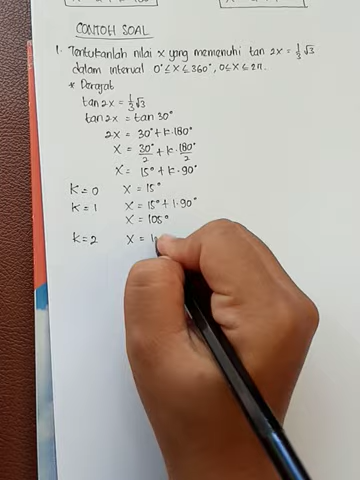 CONTOH SOAL
1. Tentukanlah nilai x yang memenuhi tan 2x = 1/3 √3
dalam interval 0° ≤ x ≤ 360°, 0 ≤ x ≤ 2π.
* Derajat
tan 2x = 1/3 √3
tan 2x = tan 30°
2x = 30° + k. 180°
x = 30°/2 + k. 180°/2
x = 15° + k. 90°
k = 0 x = 15°
k = 1 x = 15° + 1. 90°
x = 105°
k = 2 x = 1